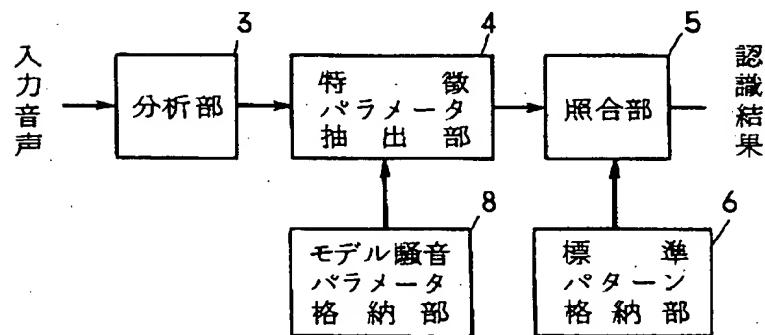 入力音声
3
分析部
4
特徴
パラメータ
抽出部
5
照合部
認識結果
8
モデル騒音
パラメータ
格納部
6
標準
パターン
格納部